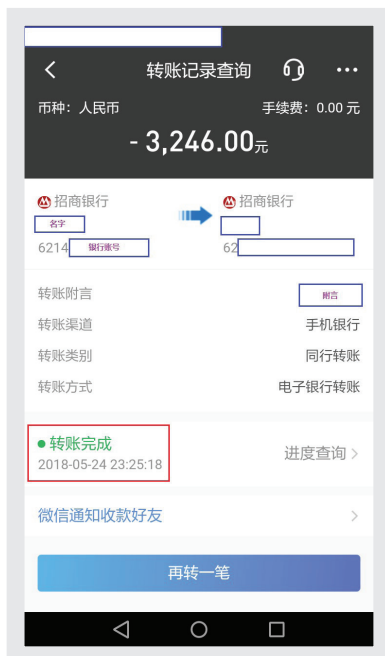 转账记录查询
币种：人民币 手续费：0.00 元
- 3,246.00元
招商银行 招商银行
名字
6214 银行账号 62
转账附言 附言
转账渠道 手机银行
转账类别 同行转账
转账方式 电子银行转账
转账完成 进度查询 >
2018-05-24 23:25:18
微信通知收款好友 >
再转一笔